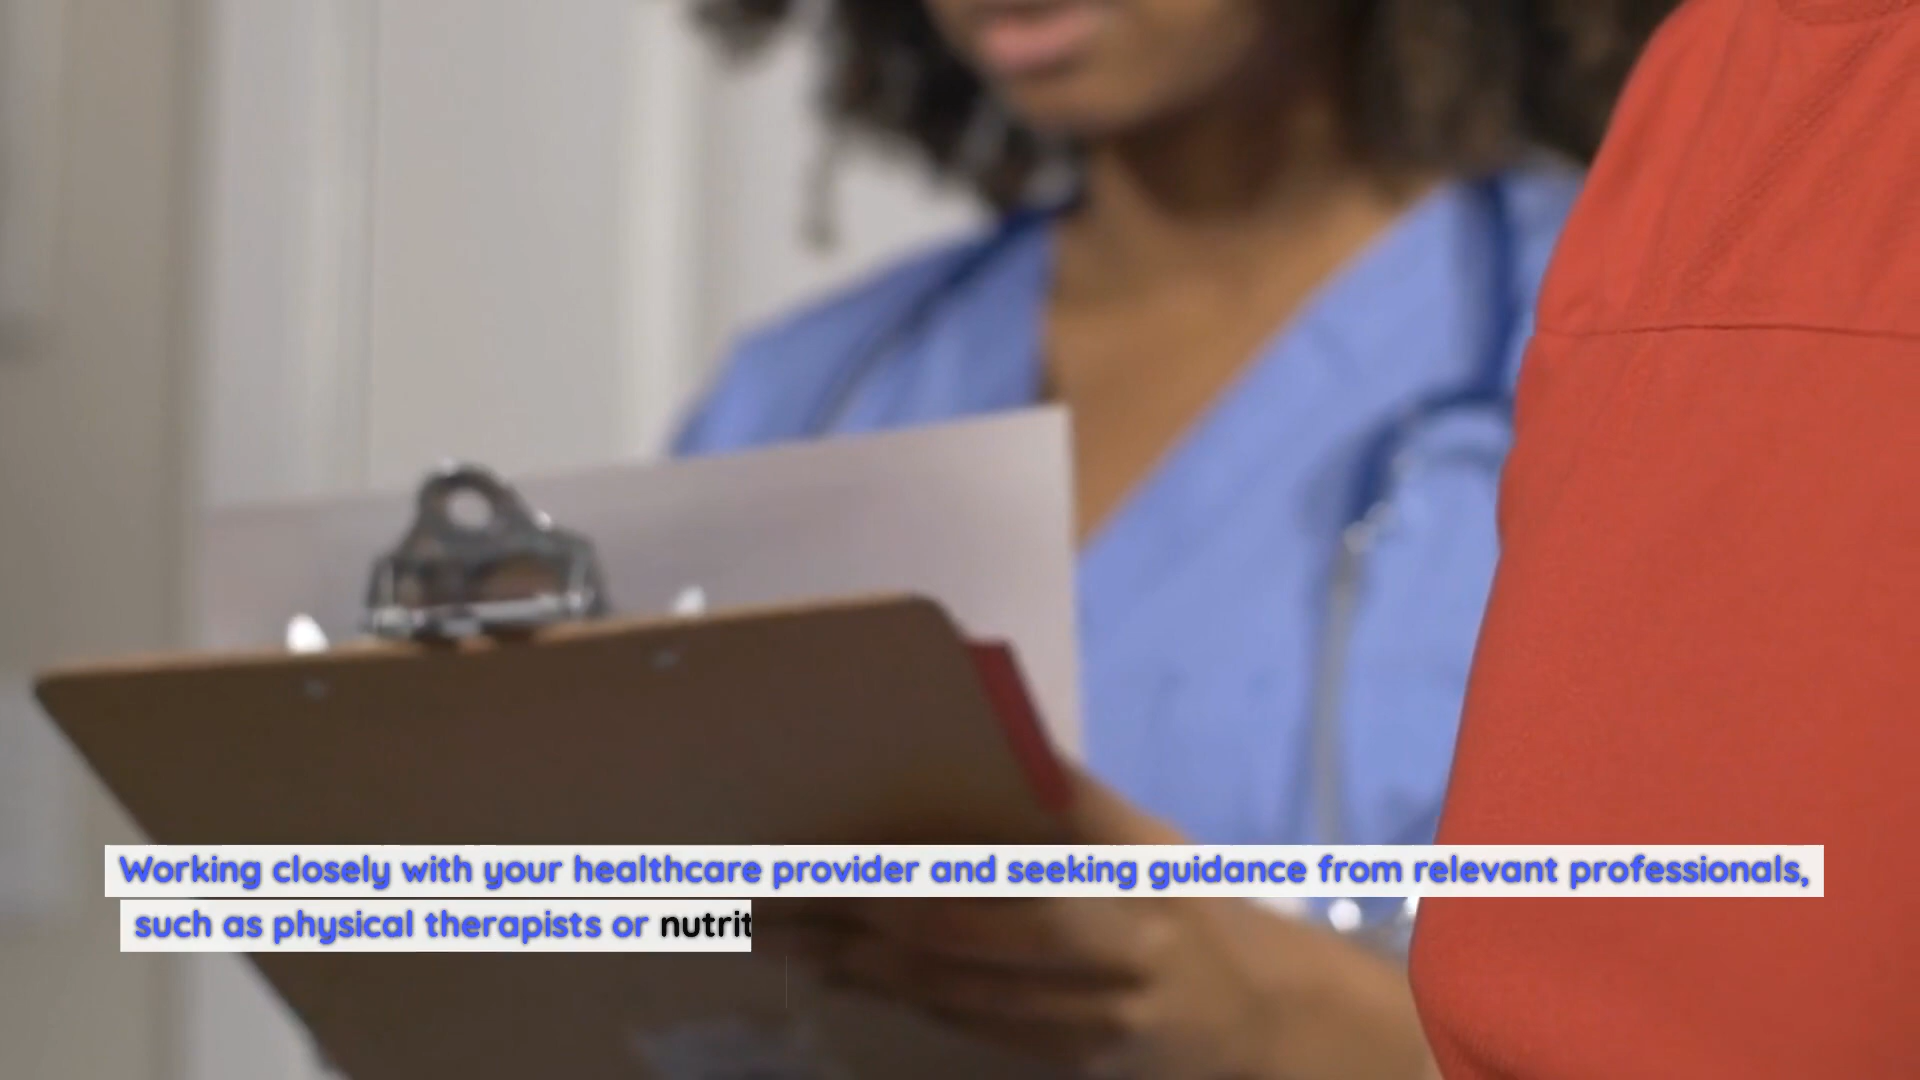 Working closely with your healthcare provider and seeking guidance from relevant professionals,
such as physical therapists or nutrit